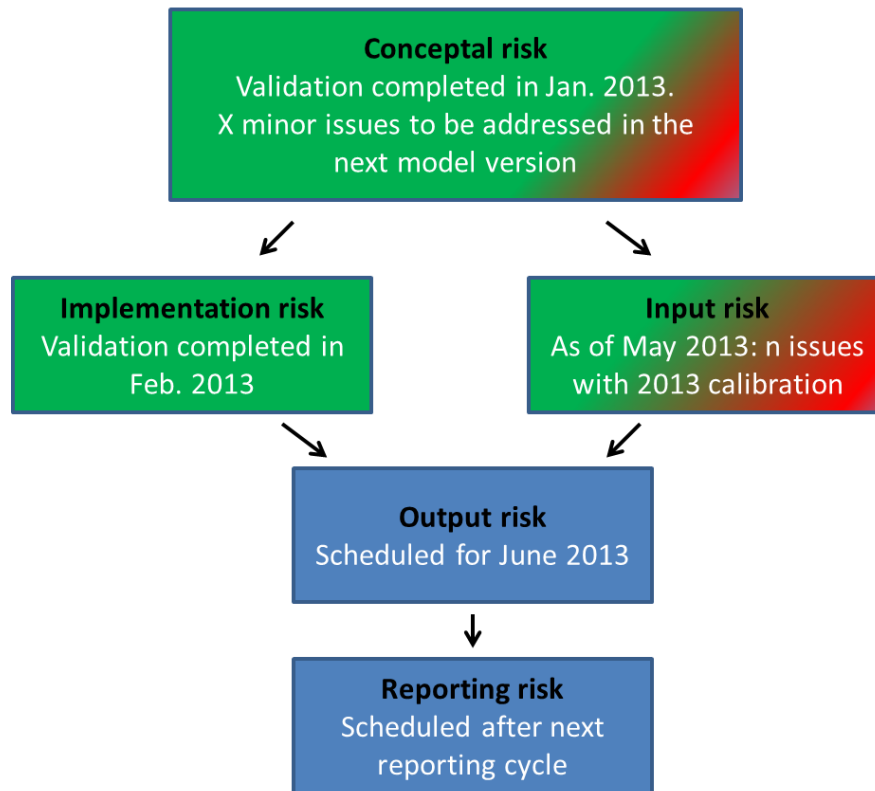 Conceptal risk
Validation completed in Jan. 2013.
X minor issues to be addressed in the
next model version
Implementation risk
Validation completed in
Feb. 2013
Input risk
As of May 2013: n issues
with 2013 calibration
Output risk
Scheduled for June 2013
Reporting risk
Scheduled after next
reporting cycle